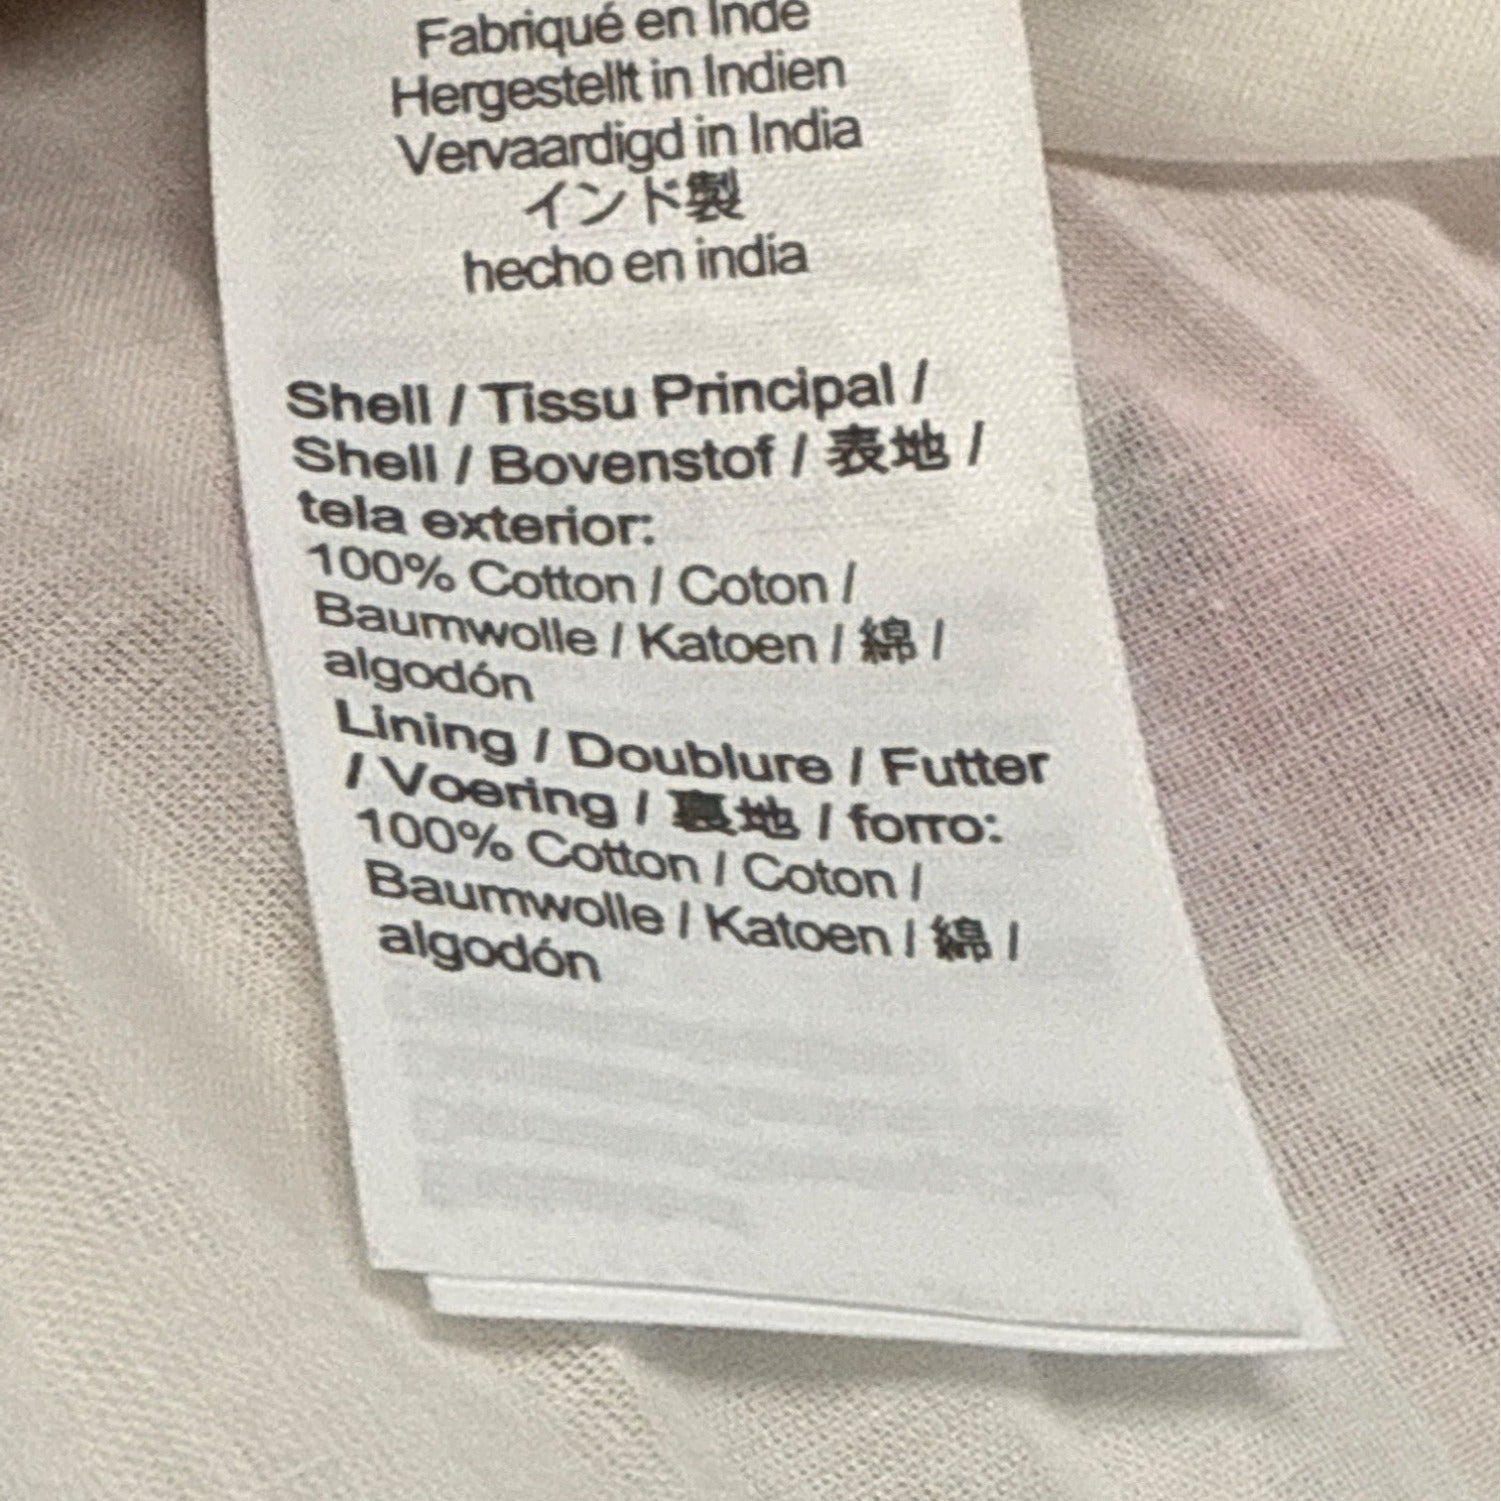 Fabriqué en Inde
Hergestellt in Indien
Vervaardigd in India
インド製
hecho en india
Shell / Tissu Principal /
Shell / Bovenstof / 表地 /
tela exterior:
100% Cotton / Coton /
Baumwolle / Katoen / 綿 /
algodón
Lining / Doublure / Futter
/ Voering / 裏地 / forro:
100% Cotton / Coton /
Baumwolle / Katoen / 綿 /
algodón